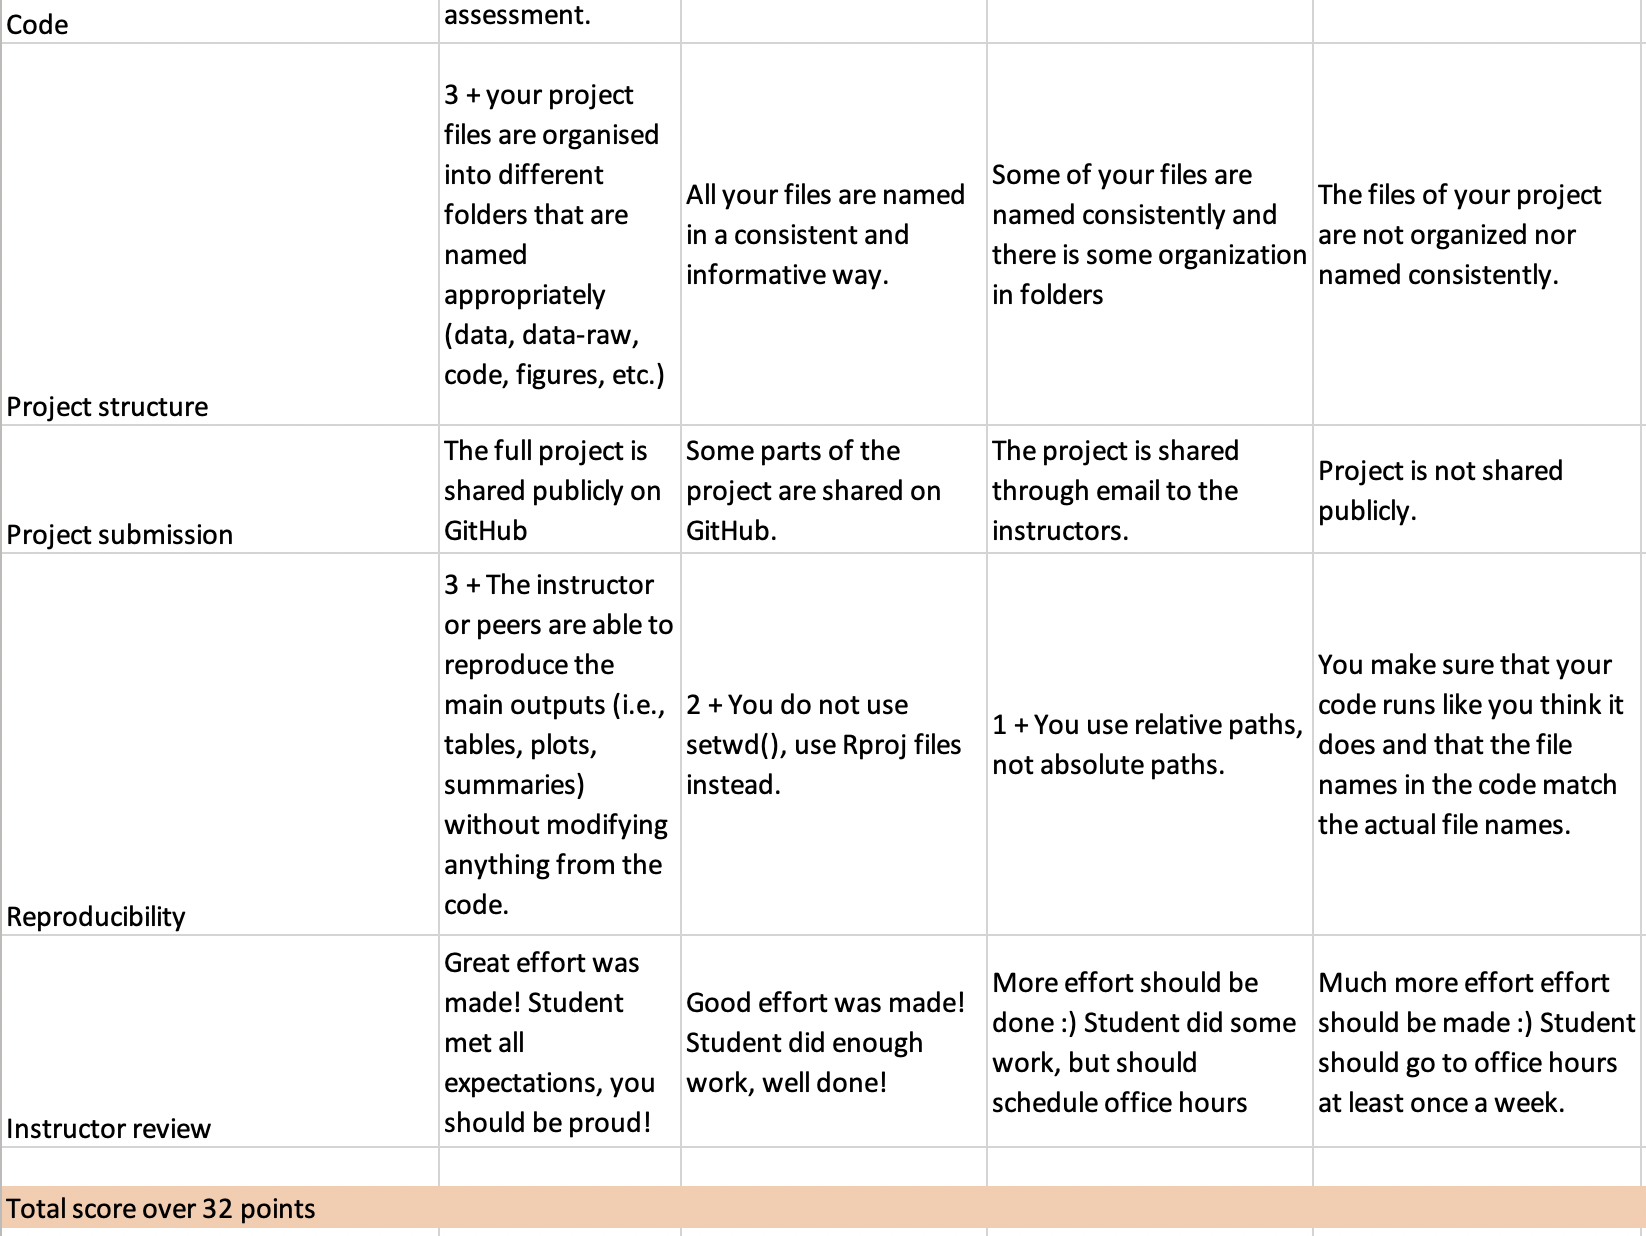 Code
assessment.
Project structure
3 + your project
files are organised
into different
folders that are
named
appropriately
(data, data-raw,
code, figures, etc.)
All your files are named
in a consistent and
informative way.
Some of your files are
named consistently and
there is some organization
in folders
The files of your project
are not organized nor
named consistently.
Project submission
The full project is
shared publicly on
GitHub
Some parts of the
project are shared on
GitHub.
The project is shared
through email to the
instructors.
Project is not shared
publicly.
Reproducibility
3 + The instructor
or peers are able to
reproduce the
main outputs (i.e.,
tables, plots,
summaries)
without modifying
anything from the
code.
2 + You do not use
setwd(), use Rproj files
instead.
1 + You use relative paths,
not absolute paths.
You make sure that your
code runs like you think it
does and that the file
names in the code match
the actual file names.
Instructor review
Great effort was
made! Student
met all
expectations, you
should be proud!
Good effort was made!
Student did enough
work, well done!
More effort should be
done :) Student did some
work, but should
schedule office hours
Much more effort effort
should be made :) Student
should go to office hours
at least once a week.
Total score over 32 points